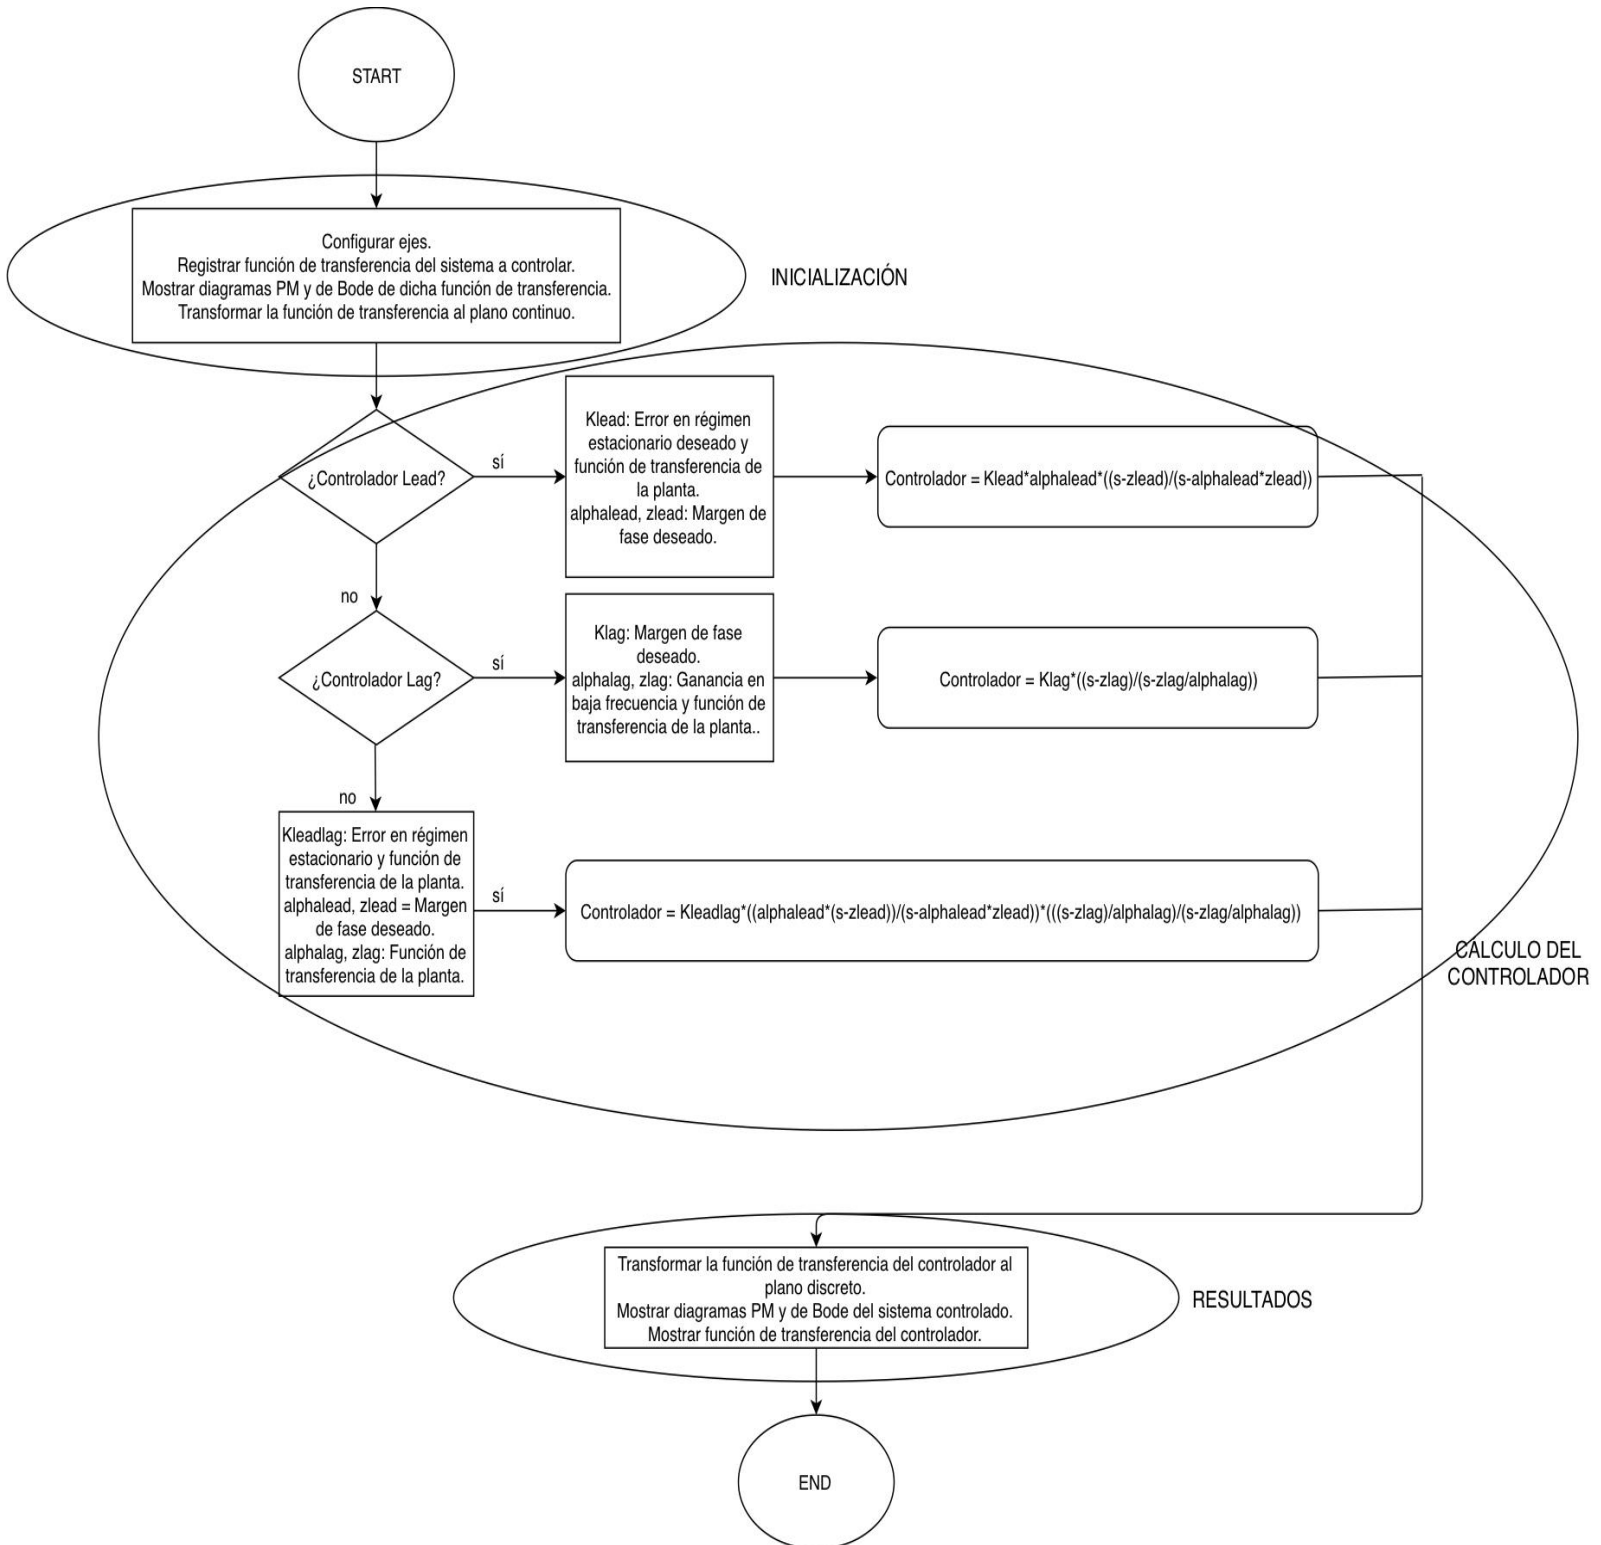 START
Configurar ejes.
Registrar función de transferencia del sistema a controlar.
Mostrar diagramas PM y de Bode de dicha función de transferencia.
Transformar la función de transferencia al plano continuo.
INICIALIZACIÓN
¿Controlador Lead?
sí
Klead: Error en régimen
estacionario deseado y
función de transferencia de
la planta.
alphalead, zlead: Margen de
fase deseado.
Controlador = Klead*alphalead*((s-zlead)/(s-alphalead*zlead))
no
¿Controlador Lag?
sí
Klag: Margen de fase
deseado.
alphalag, zlag: Ganancia en
baja frecuencia y función de
transferencia de la planta..
Controlador = Klag*((s-zlag)/(s-zlag/alphalag))
no
Kleadlag: Error en régimen
estacionario y función de
transferencia de la planta.
alphalead, zlead = Margen
de fase deseado.
alphalag, zlag: Función de
transferencia de la planta.
sí
Controlador = Kleadlag*((alphalead*(s-zlead))/(s-alphalead*zlead))*(((s-zlag)/alphalag)/(s-zlag/alphalag))
CÁLCULO DEL
CONTROLADOR
Transformar la función de transferencia del controlador al
plano discreto.
Mostrar diagramas PM y de Bode del sistema controlado.
Mostrar función de transferencia del controlador.
RESULTADOS
END